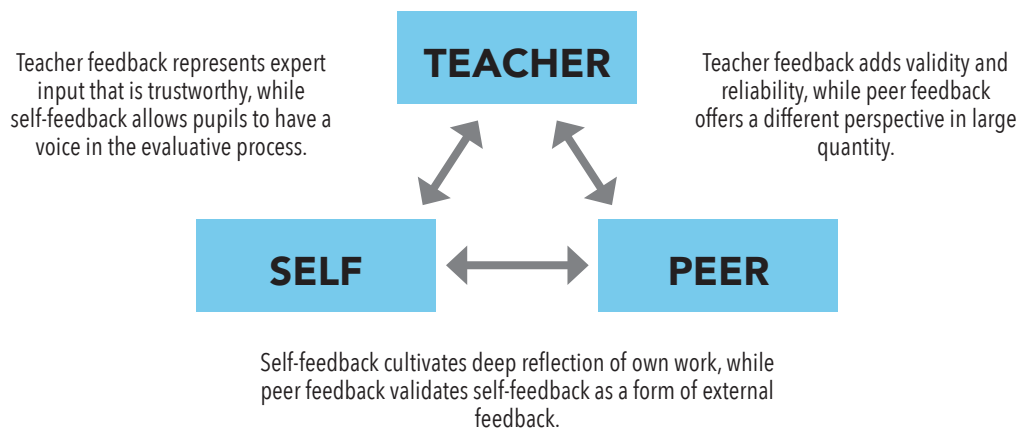 TEACHER
Teacher feedback represents expert
input that is trustworthy, while
self-feedback allows pupils to have a
voice in the evaluative process.
Teacher feedback adds validity and
reliability, while peer feedback
offers a different perspective in large
quantity.
SELF
PEER
Self-feedback cultivates deep reflection of own work, while
peer feedback validates self-feedback as a form of external
feedback.